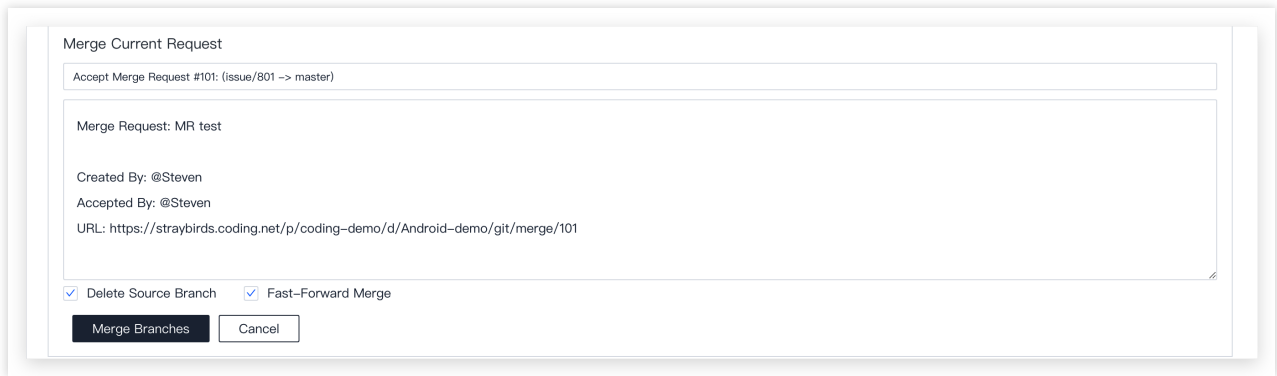 Merge Current Request
Accept Merge Request #101: (issue/801 -> master)
Merge Request: MR test
Created By: @Steven
Accepted By: @Steven
URL: https://straybirds.coding.net/p/coding-demo/d/Android-demo/git/merge/101
Delete Source Branch Fast-Forward Merge
Merge Branches Cancel